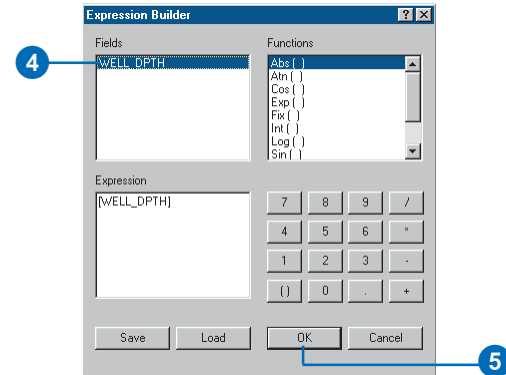 Expression Builder
Fields
Functions
4
WELL_DPTH
Abs ( )
Atn ( )
Cos ( )
Exp ( )
Fix ( )
Int ( )
Log ( )
Sin ( )
Expression
[WELL_DPTH]
7 8 9 /
4 5 6 *
1 2 3 -
( ) 0 . +
Save Load OK Cancel
5